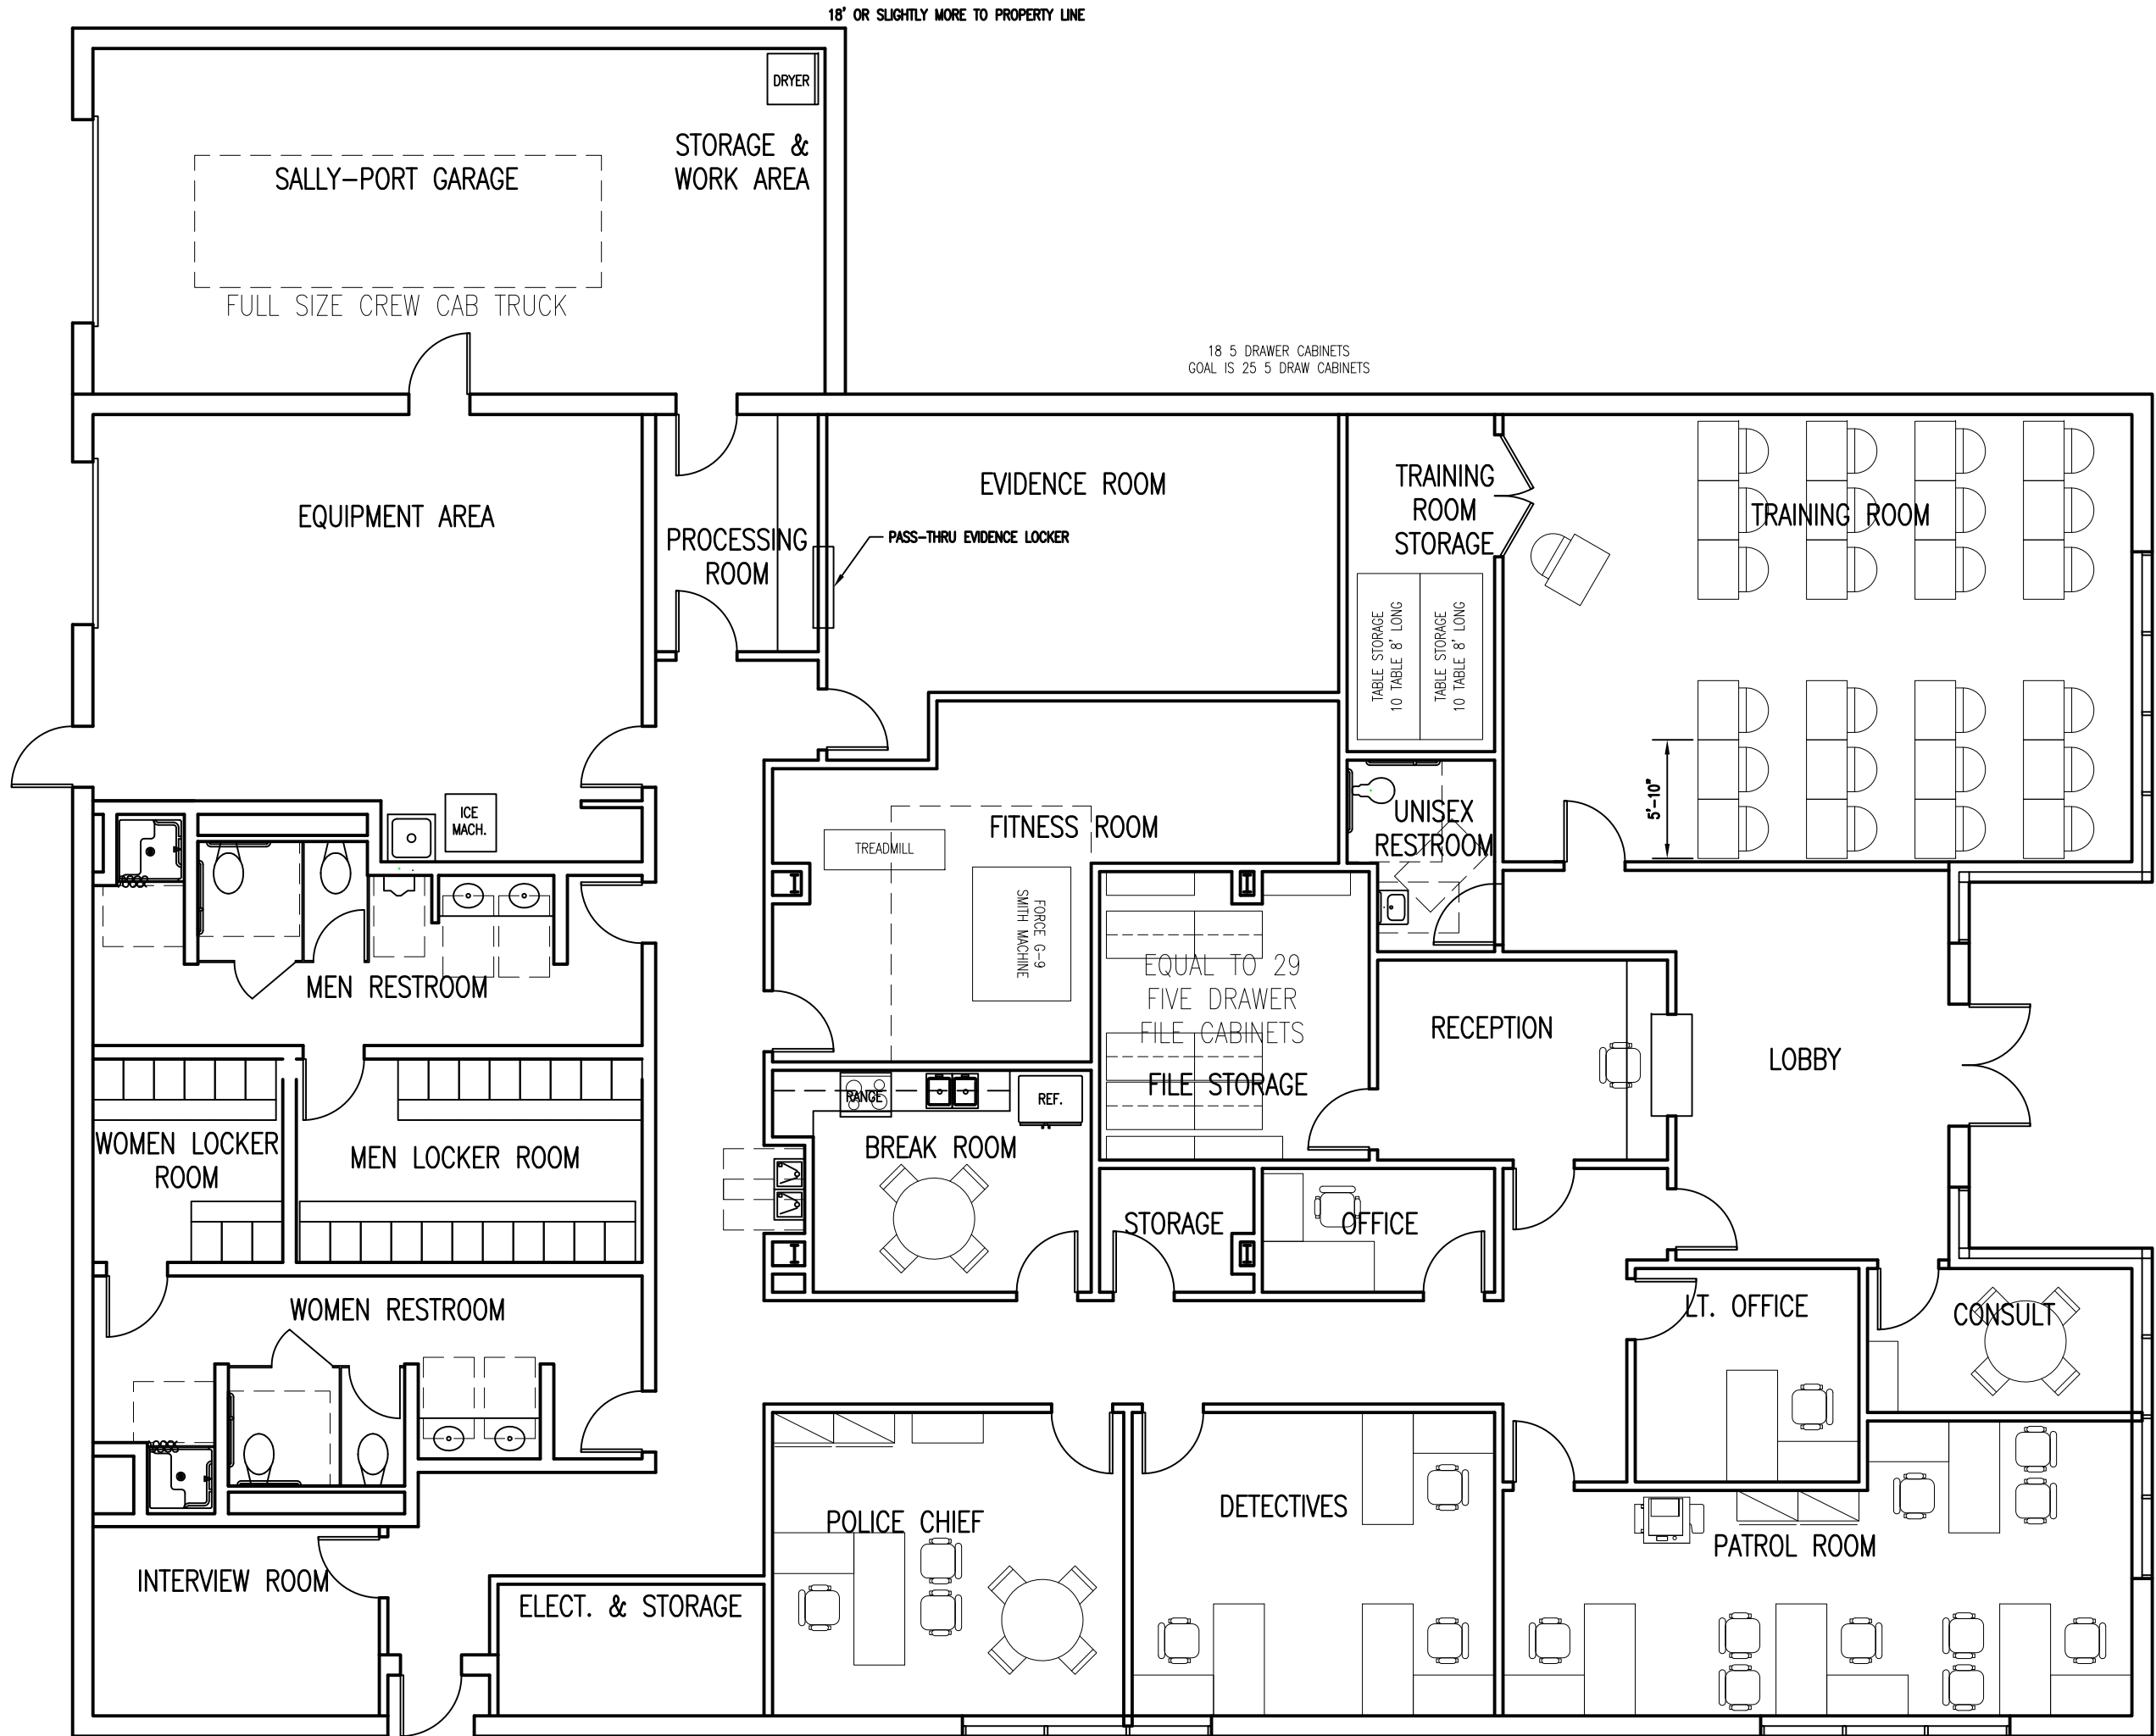 18' OR SLIGHTLY MORE TO PROPERTY LINE
DRYER
STORAGE &
WORK AREA
SALLY-PORT GARAGE
FULL SIZE CREW CAB TRUCK
18 5 DRAWER CABINETS
GOAL IS 25 5 DRAW CABINETS
EQUIPMENT AREA
PROCESSING
ROOM
EVIDENCE ROOM
PASS-THRU EVIDENCE LOCKER
TRAINING
ROOM
STORAGE
TABLE STORAGE
10 TABLE 8' LONG
TABLE STORAGE
10 TABLE 8' LONG
TRAINING ROOM
5'-10"
ICE
MACH.
FITNESS ROOM
TREADMILL
FORCE G-9
SMITH MACHINE
UNISEX
RESTROOM
MEN RESTROOM
EQUAL TO 29
FIVE DRAWER
FILE CABINETS
FILE STORAGE
RECEPTION
LOBBY
RANGE
REF.
BREAK ROOM
WOMEN LOCKER
ROOM
MEN LOCKER ROOM
STORAGE
OFFICE
WOMEN RESTROOM
LT. OFFICE
CONSULT
POLICE CHIEF
DETECTIVES
PATROL ROOM
INTERVIEW ROOM
ELECT. & STORAGE